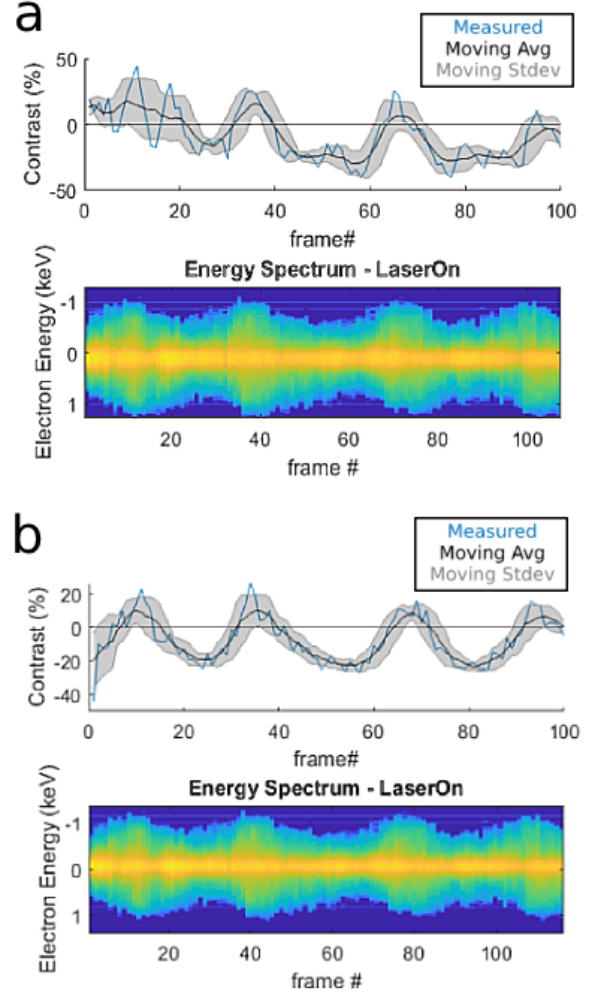 a
Measured
Moving Avg
Moving Stdev
Contrast (%)
50
0
-50
0 20 40 60 80 100
frame#
Energy Spectrum - LaserOn
Electron Energy (keV)
-1
0
1
20 40 60 80 100
frame #
b
Measured
Moving Avg
Moving Stdev
Contrast (%)
20
0
-20
-40
0 20 40 60 80 100
frame#
Energy Spectrum - LaserOn
Electron Energy (keV)
-1
0
1
20 40 60 80 100
frame #